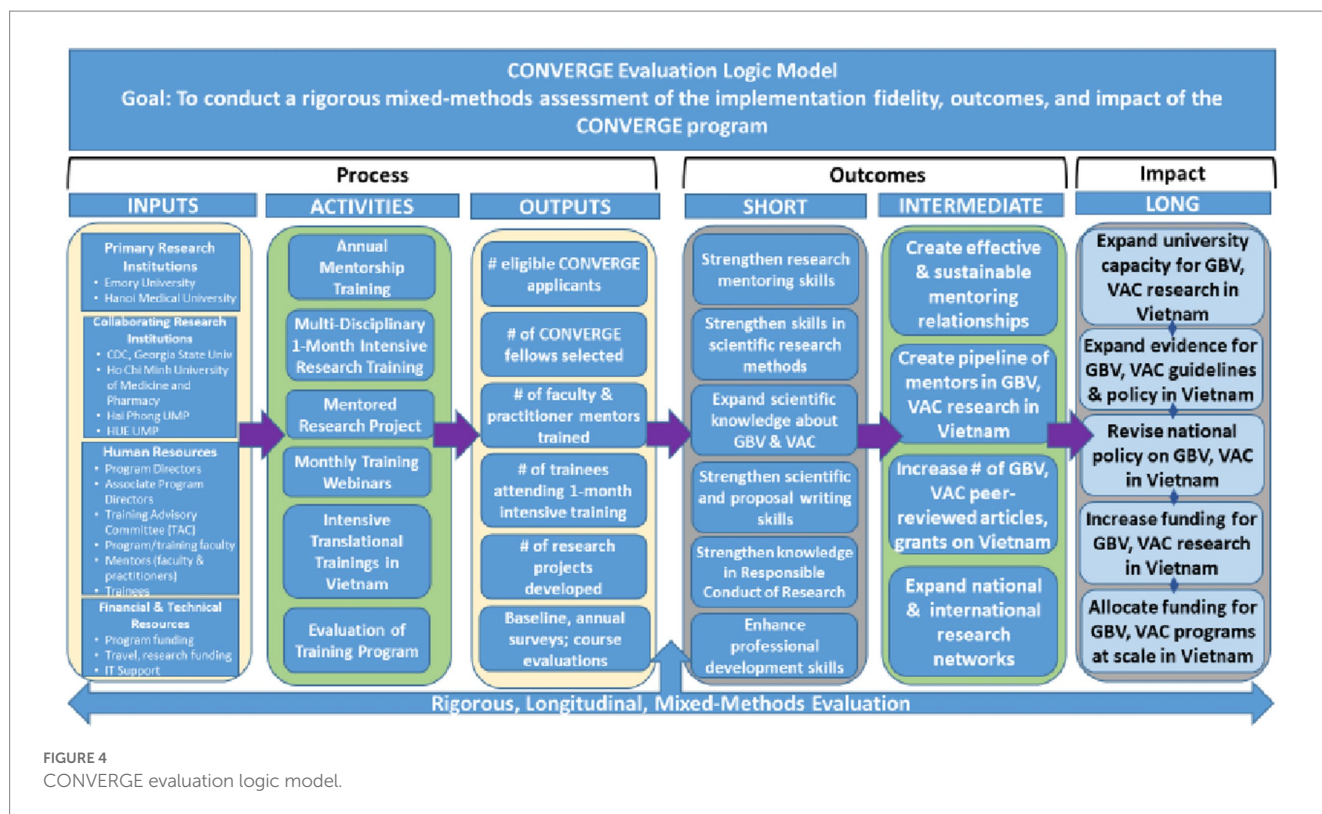 CONVERGE Evaluation Logic Model
Goal: To conduct a rigorous mixed-methods assessment of the implementation fidelity, outcomes, and impact of the
CONVERGE program
Process
Outcomes
Impact
INPUTS
ACTIVITIES
OUTPUTS
SHORT
INTERMEDIATE
LONG
Primary Research
Institutions
• Emory University
• Hanoi Medical University
Collaborating Research
Institutions
• CDC, Georgia State Univ
• Ho Chi Minh University
of Medicine and
Pharmacy
• Hai Phong UMP
• HUE UMP
Human Resources
• Program Directors
• Associate Program
Directors
• Training Advisory
Committee (TAC)
• Program/training faculty
• Mentors (faculty &
practitioners)
• Trainees
Financial & Technical
Resources
• Program funding
• Travel, research funding
• IT Support
Annual
Mentorship
Training
Multi-Disciplinary
1-Month Intensive
Research Training
Mentored
Research Project
Monthly Training
Webinars
Intensive
Translational
Trainings in
Vietnam
Evaluation of
Training Program
# eligible CONVERGE
applicants
# of CONVERGE
fellows selected
# of faculty &
practitioner mentors
trained
# of trainees
attending 1-month
intensive training
# of research
projects
developed
Baseline, annual
surveys; course
evaluations
Strengthen research
mentoring skills
Strengthen skills in
scientific research
methods
Expand scientific
knowledge about
GBV & VAC
Strengthen scientific
and proposal writing
skills
Strengthen knowledge
in Responsible
Conduct of Research
Enhance
professional
development skills
Create effective
& sustainable
mentoring
relationships
Create pipeline of
mentors in GBV,
VAC research in
Vietnam
Increase # of GBV,
VAC peer-
reviewed articles,
grants on Vietnam
Expand national
& international
research
networks
Expand university
capacity for GBV,
VAC research in
Vietnam
Expand evidence for
GBV, VAC guidelines
& policy in Vietnam
Revise national
policy on GBV, VAC
in Vietnam
Increase funding for
GBV, VAC research
in Vietnam
Allocate funding for
GBV, VAC programs
at scale in Vietnam
Rigorous, Longitudinal, Mixed-Methods Evaluation
FIGURE 4
CONVERGE evaluation logic model.